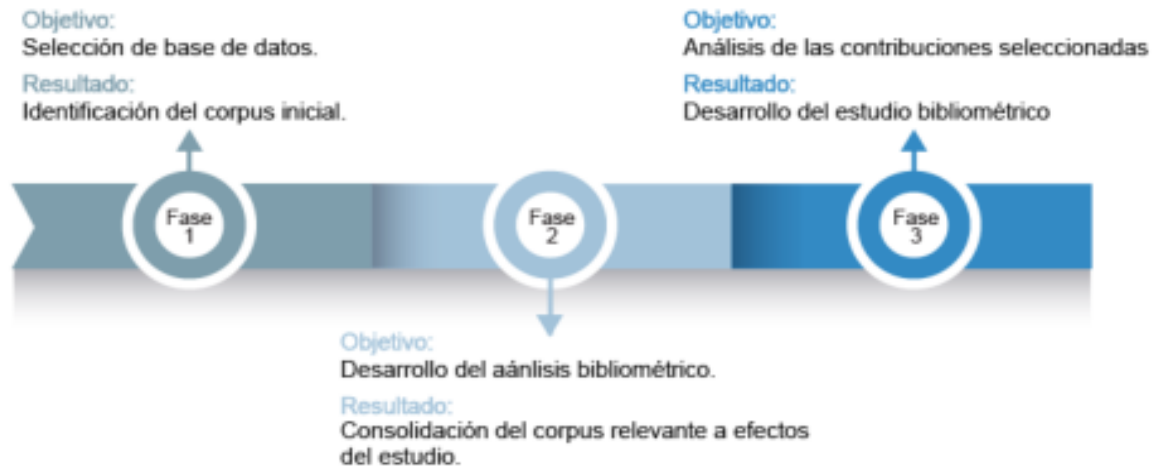 Objetivo:
Selección de base de datos.
Resultado:
Identificación del corpus inicial.
Objetivo:
Análisis de las contribuciones seleccionadas
Resultado:
Desarrollo del estudio bibliométrico
Fase
1
Fase
2
Fase
3
Objetivo:
Desarrollo del aánlisis bibliométrico.
Resultado:
Consolidación del corpus relevante a efectos
del estudio.